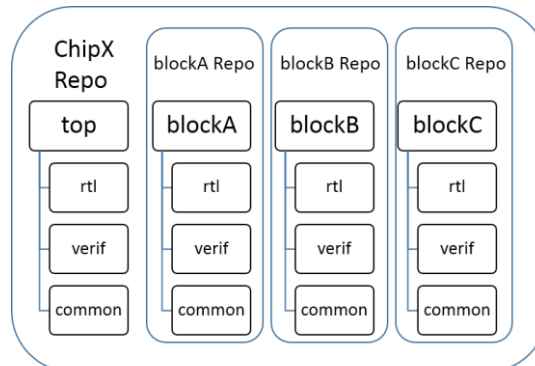 ChipX
Repo
blockA Repo
blockB Repo
blockC Repo
top
blockA
blockB
blockC
rtl
rtl
rtl
rtl
verif
verif
verif
verif
common
common
common
common